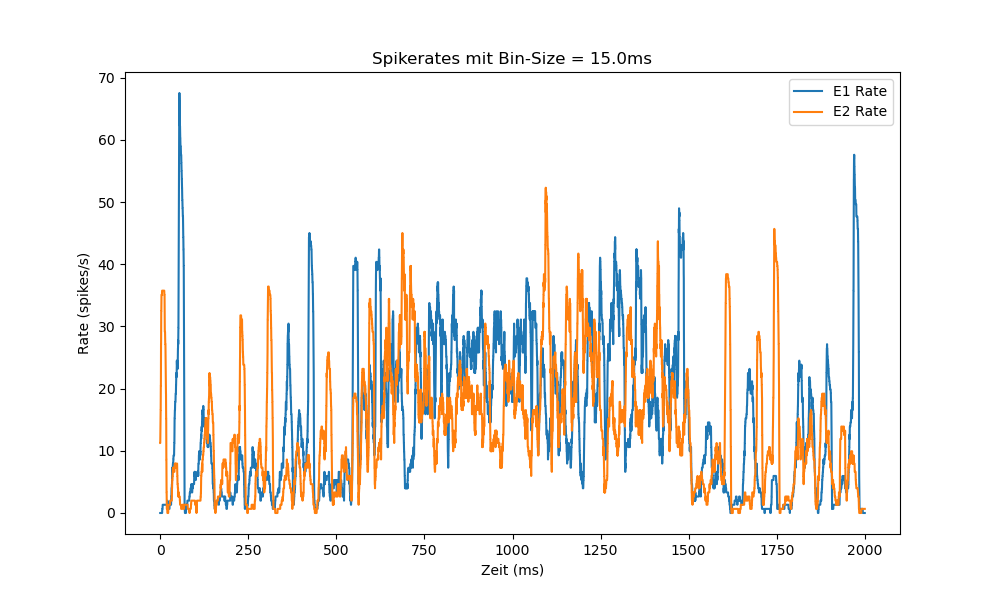 Spikerates mit Bin-Size = 15.0ms
E1 Rate
E2 Rate
Rate (spikes/s)
70
60
50
40
30
20
10
0
0 250 500 750 1000 1250 1500 1750 2000
Zeit (ms)